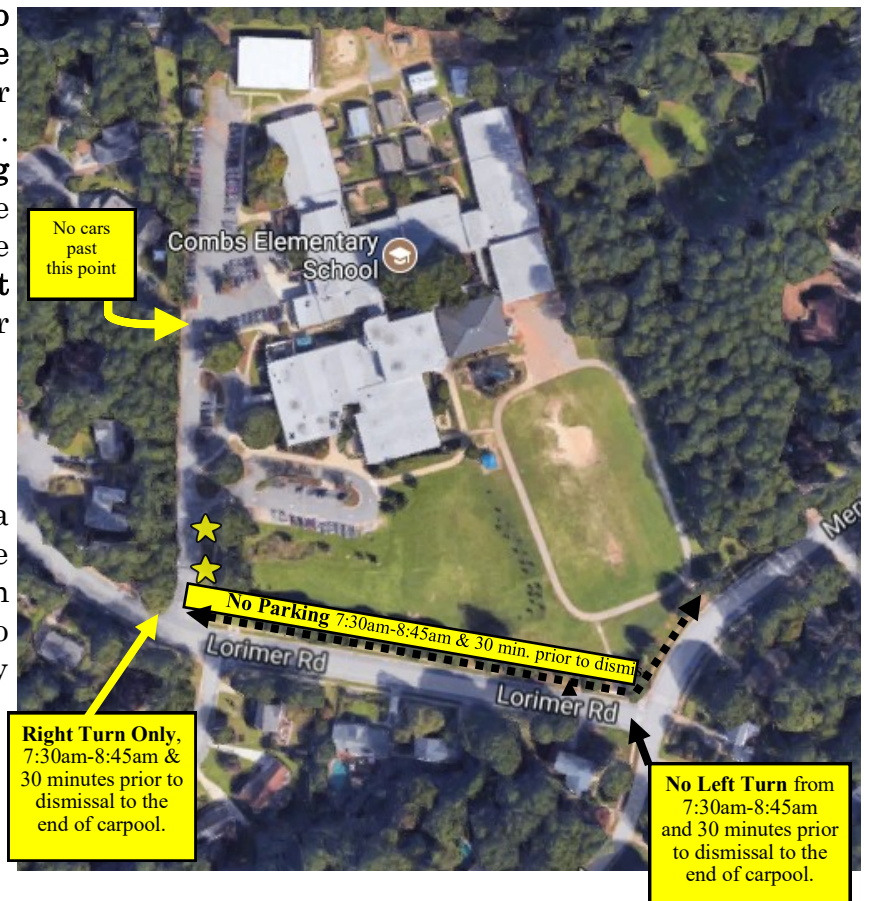 No cars
past
this point
Combs Elementary
School
Mer
No Parking 7:30am-8:45am & 30 min. prior to dismis
Lorimer Rd
Lorimer Rd
Right Turn Only,
7:30am-8:45am &
30 minutes prior to
dismissal to the
end of carpool.
No Left Turn from
7:30am-8:45am
and 30 minutes prior
to dismissal to the
end of carpool.